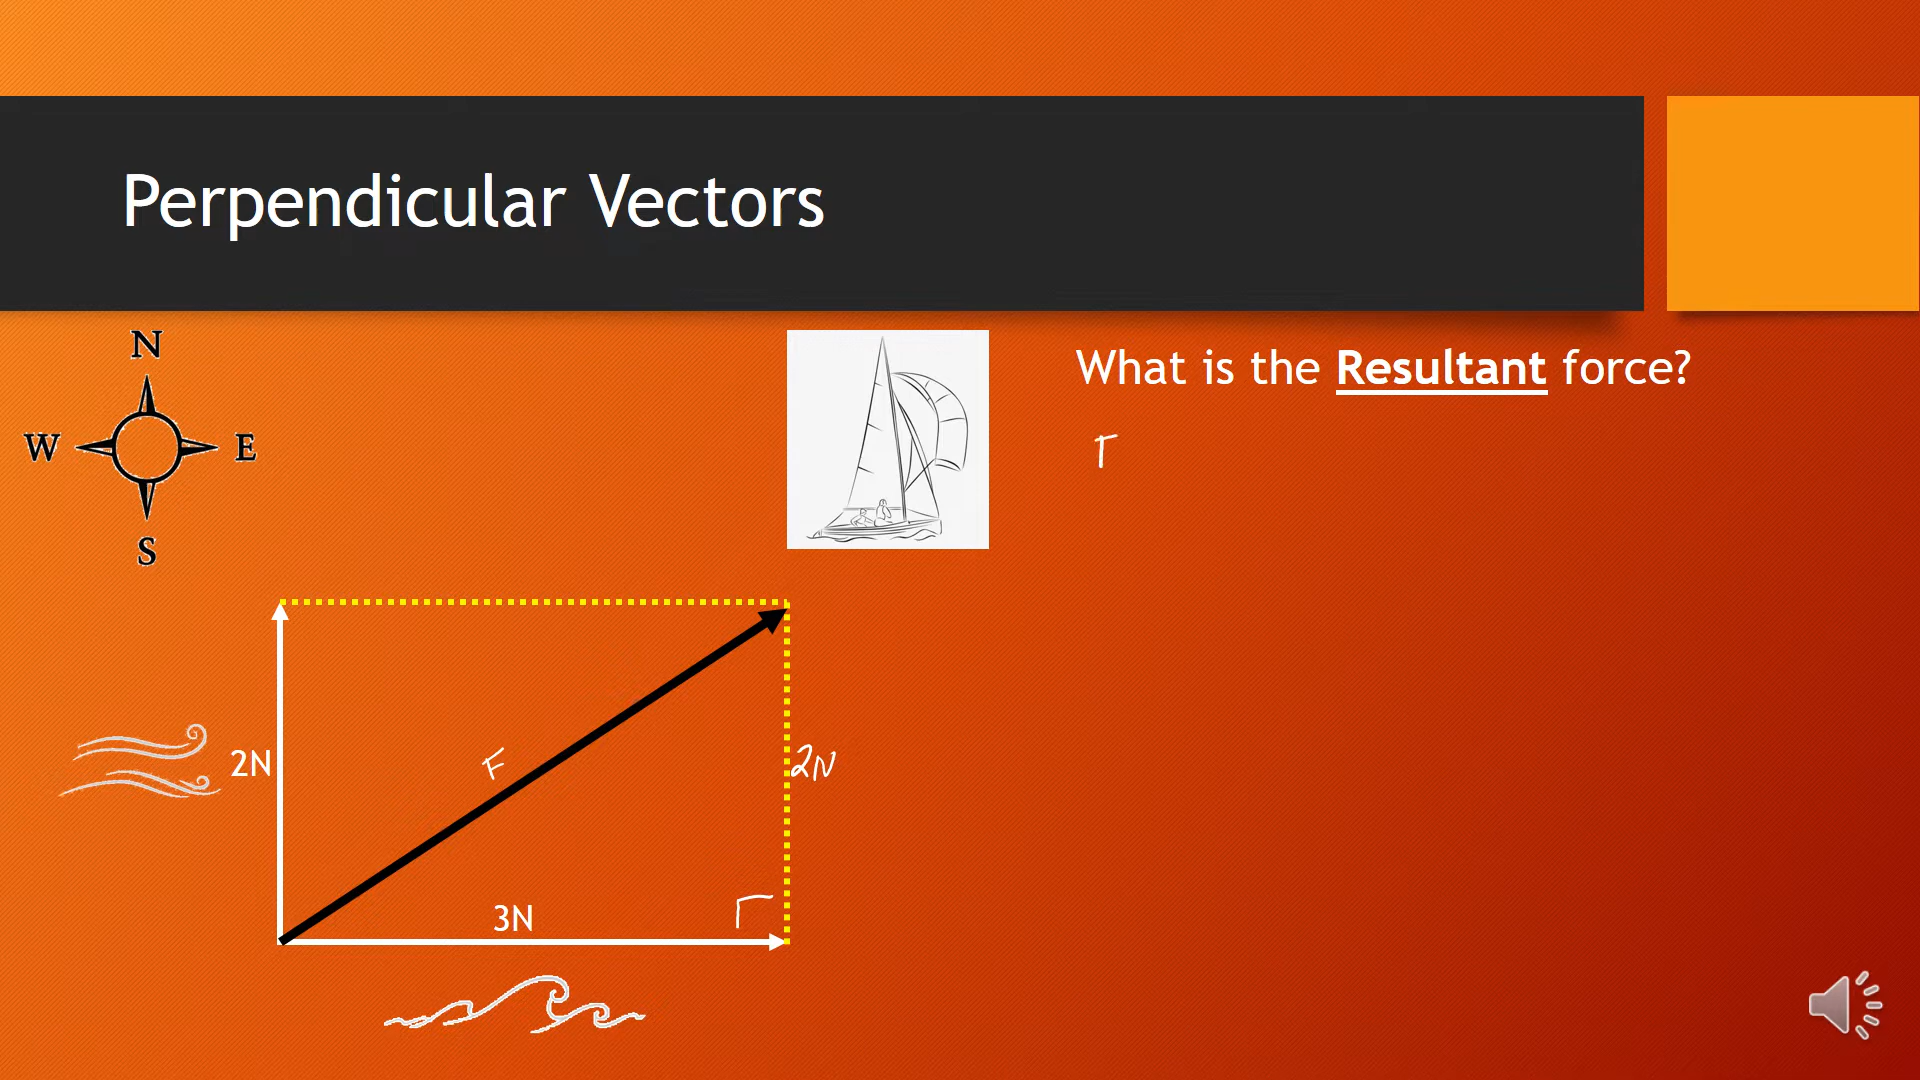 Perpendicular Vectors
N
W E
S
What is the Resultant force?
2N
F
2N
3N